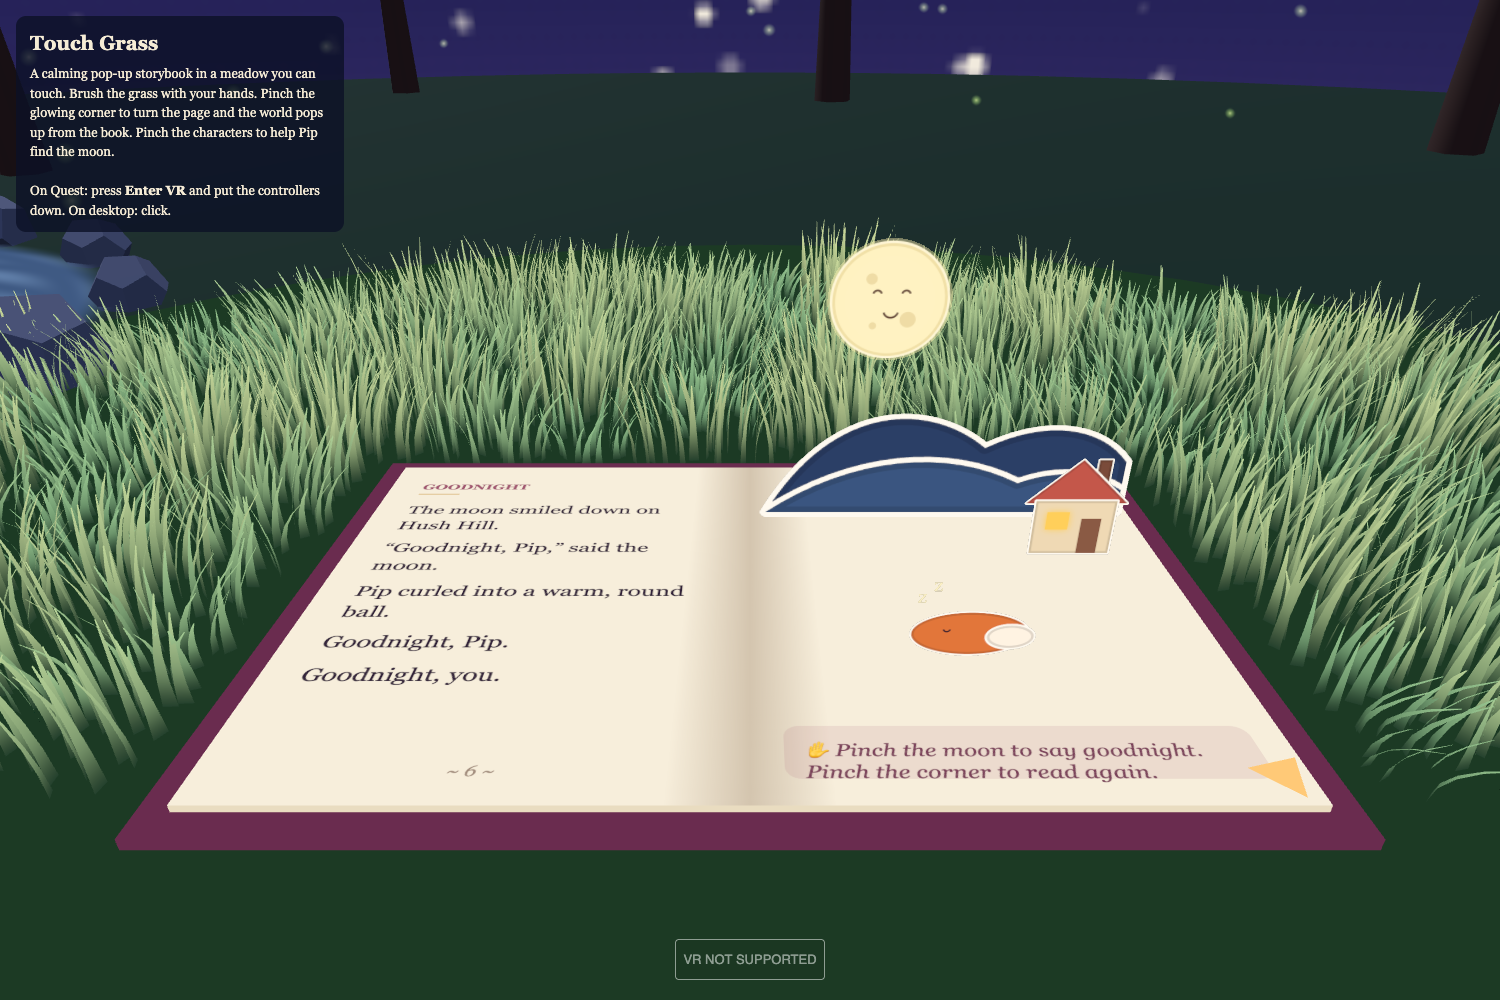 Touch Grass
A calming pop-up storybook in a meadow you can
touch. Brush the grass with your hands. Pinch the
glowing corner to turn the page and the world pops
up from the book. Pinch the characters to help Pip
find the moon.
On Quest: press Enter VR and put the controllers
down. On desktop: click.
GOODNIGHT
The moon smiled down on
Hush Hill.
“Goodnight, Pip,” said the
moon.
Pip curled into a warm, round
ball.
Goodnight, Pip.
Goodnight, you.
~ 6 ~
z
z
✋ Pinch the moon to say goodnight.
Pinch the corner to read again.
VR NOT SUPPORTED